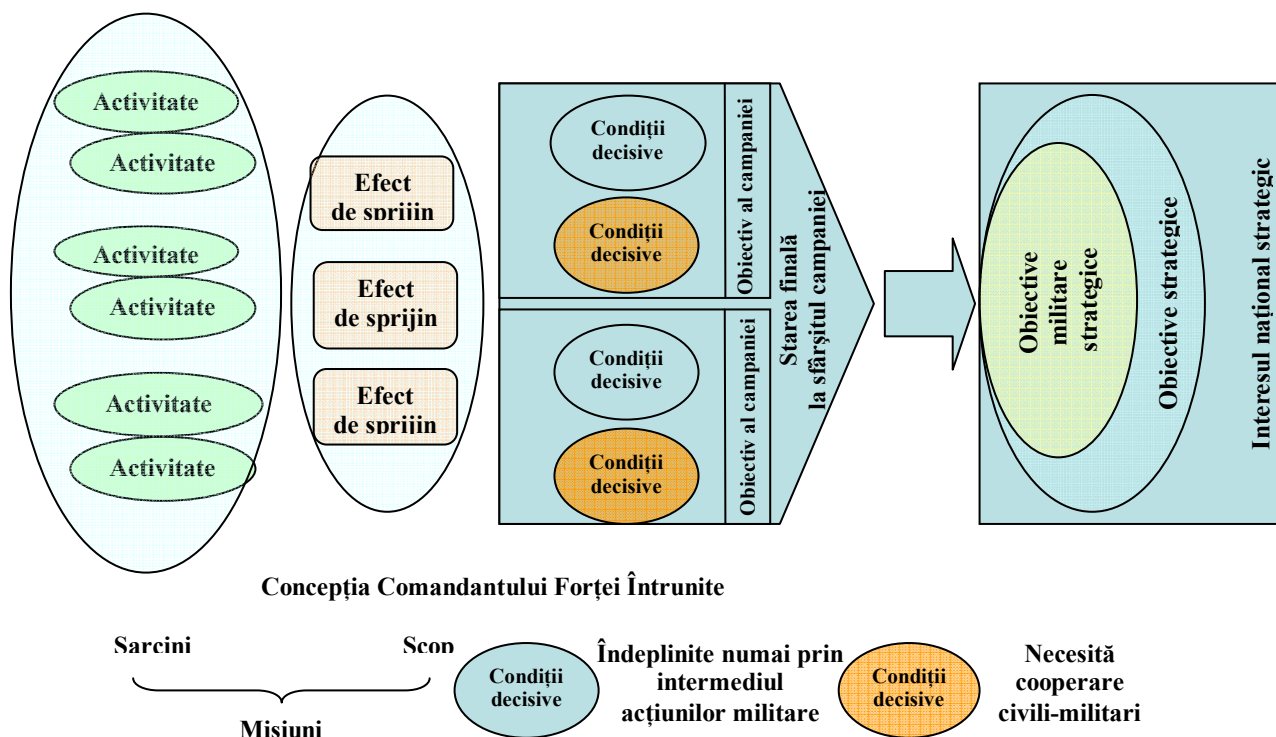 Activitate
Activitate
Activitate
Activitate
Activitate
Activitate
Efect
de sprijin
Efect
de sprijin
Efect
de sprijin
Condiții
decisive
Condiții
decisive
Obiectiv al campaniei
Condiții
decisive
Condiții
decisive
Obiectiv al campaniei
Starea finală
la sfârșitul campaniei
Obiective
militare
strategice
Obiective strategice
Interesul național strategic
Concepția Comandantului Forței Întrunite
Sarcini
Scop
Misiuni
Condiții
decisive
Îndeplinite numai prin
intermediul
acțiunilor militare
Condiții
decisive
Necesită
cooperare
civili-militari